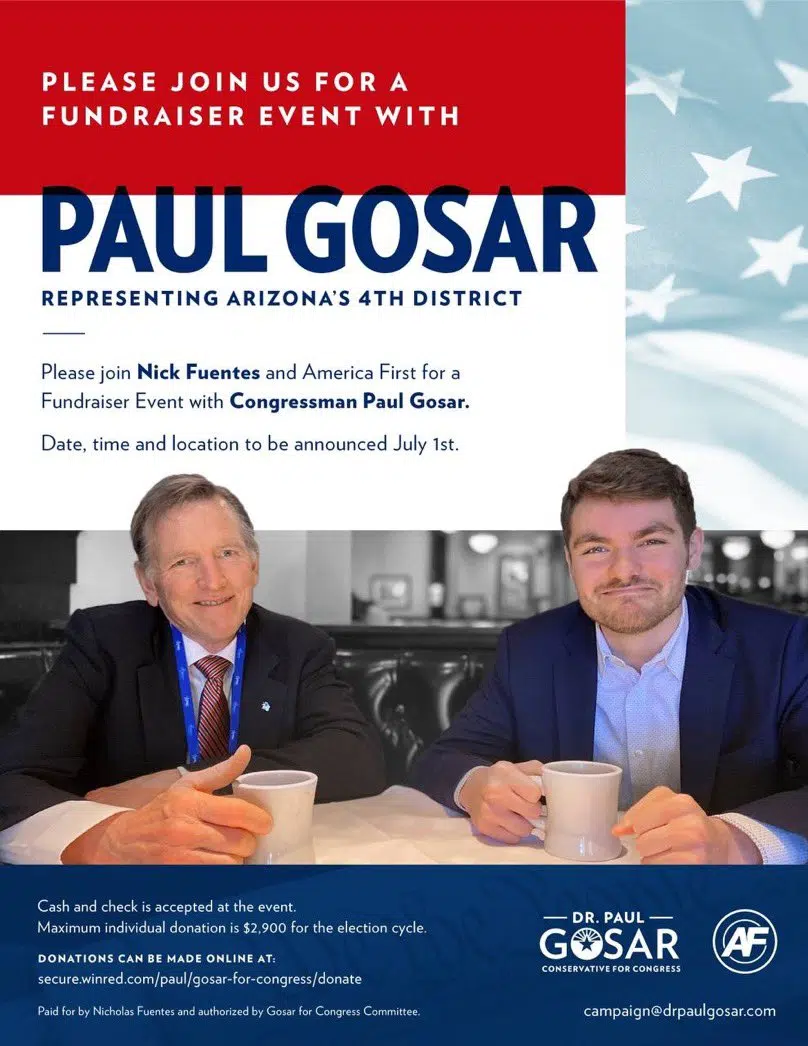 PLEASE JOIN US FOR A
FUNDRAISER EVENT WITH
PAUL GOSAR
REPRESENTING ARIZONA'S 4TH DISTRICT
Please join Nick Fuentes and America First for a
Fundraiser Event with Congressman Paul Gosar.
Date, time and location to be announced July 1st.
Cash and check is accepted at the event.
Maximum individual donation is $2,900 for the election cycle.
DONATIONS CAN BE MADE ONLINE AT:
secure.winred.com/paul/gosar-for-congress/donate
Paid for by Nicholas Fuentes and authorized by Gosar for Congress Committee.
DR. PAUL
GOSAR
CONSERVATIVE FOR CONGRESS
AF
campaign@drpaulgosar.com